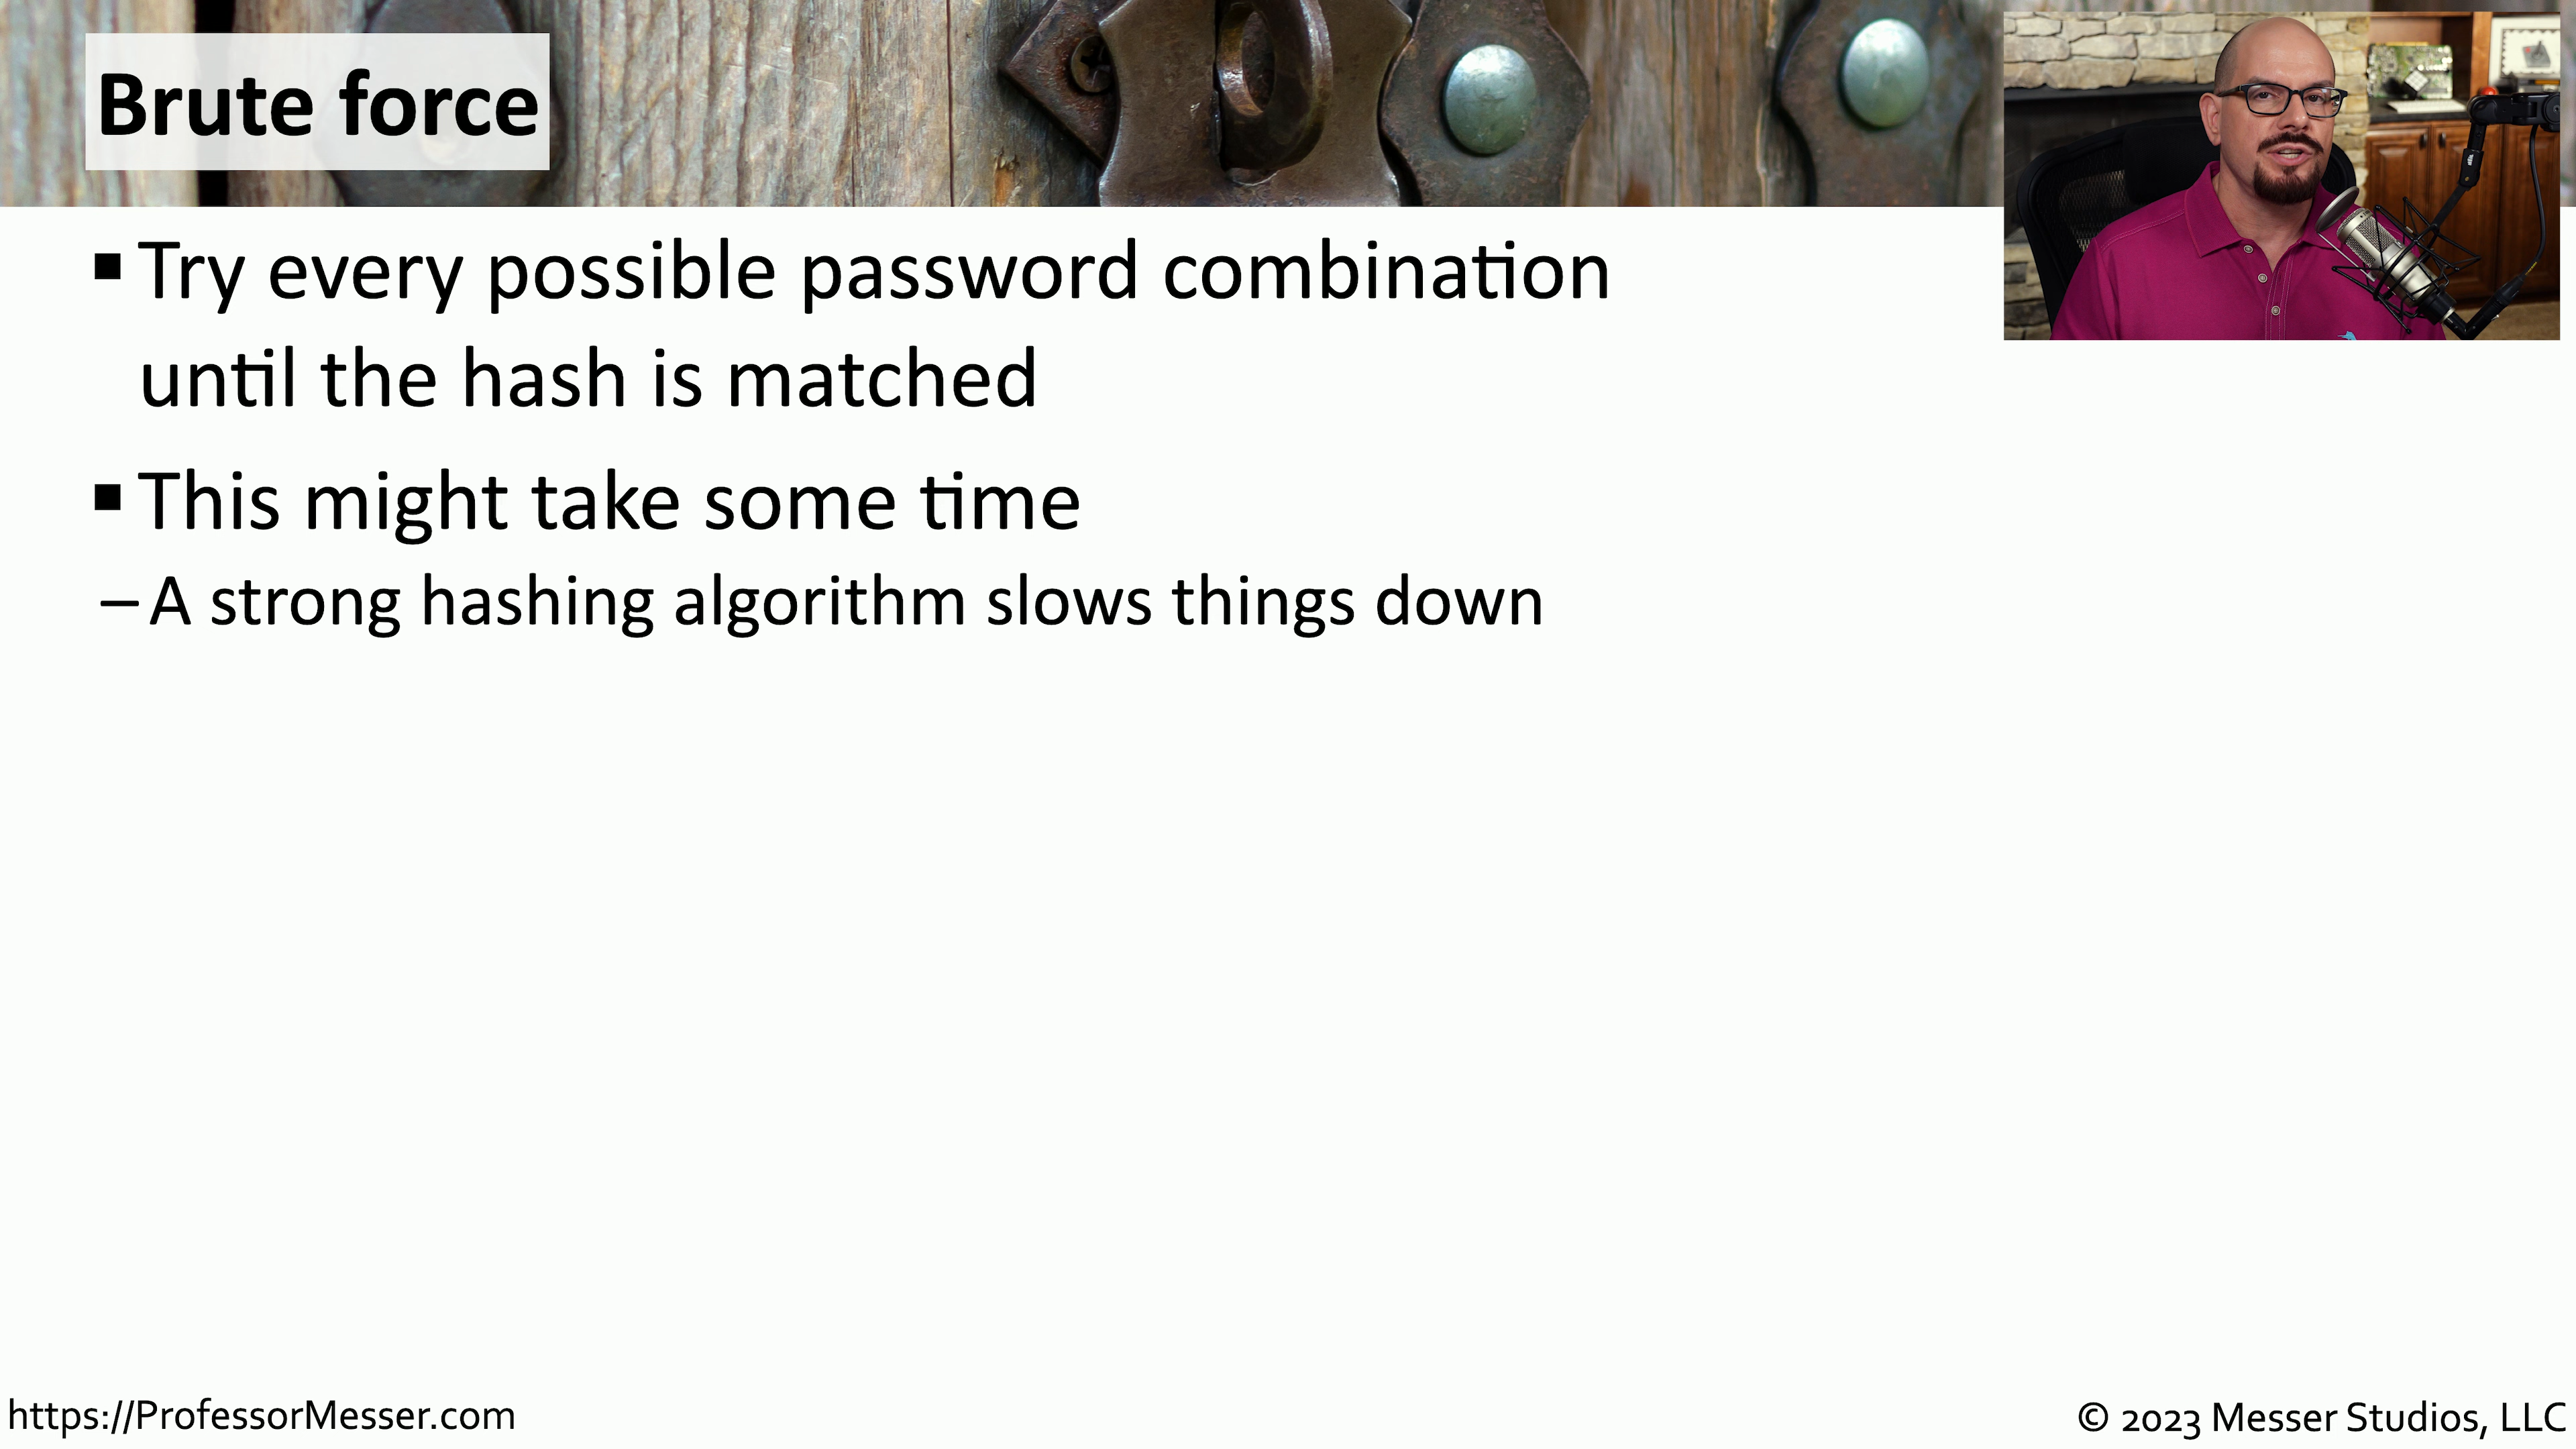 Brute force
▪ Try every possible password combination
until the hash is matched
▪ This might take some time
– A strong hashing algorithm slows things down
https://ProfessorMesser.com
© 2023 Messer Studios, LLC